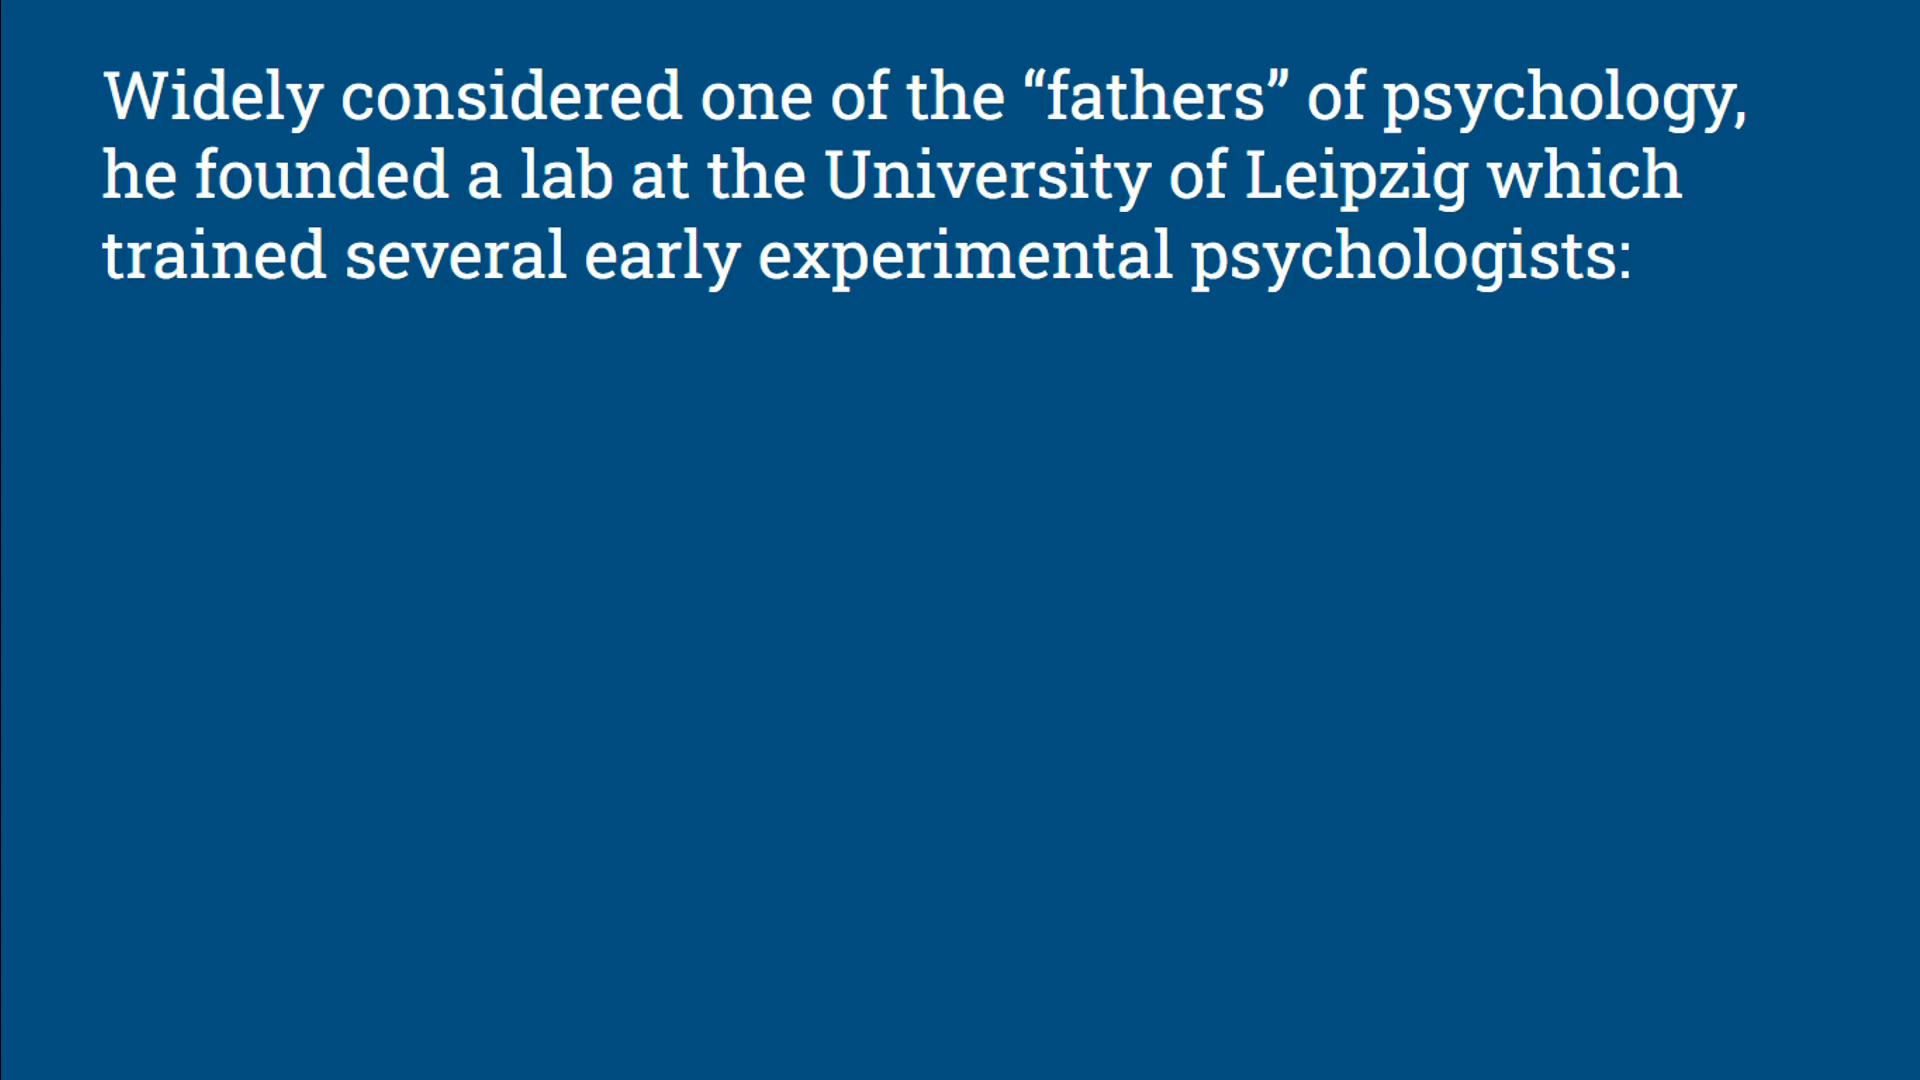 Widely considered one of the “fathers” of psychology,
he founded a lab at the University of Leipzig which
trained several early experimental psychologists: